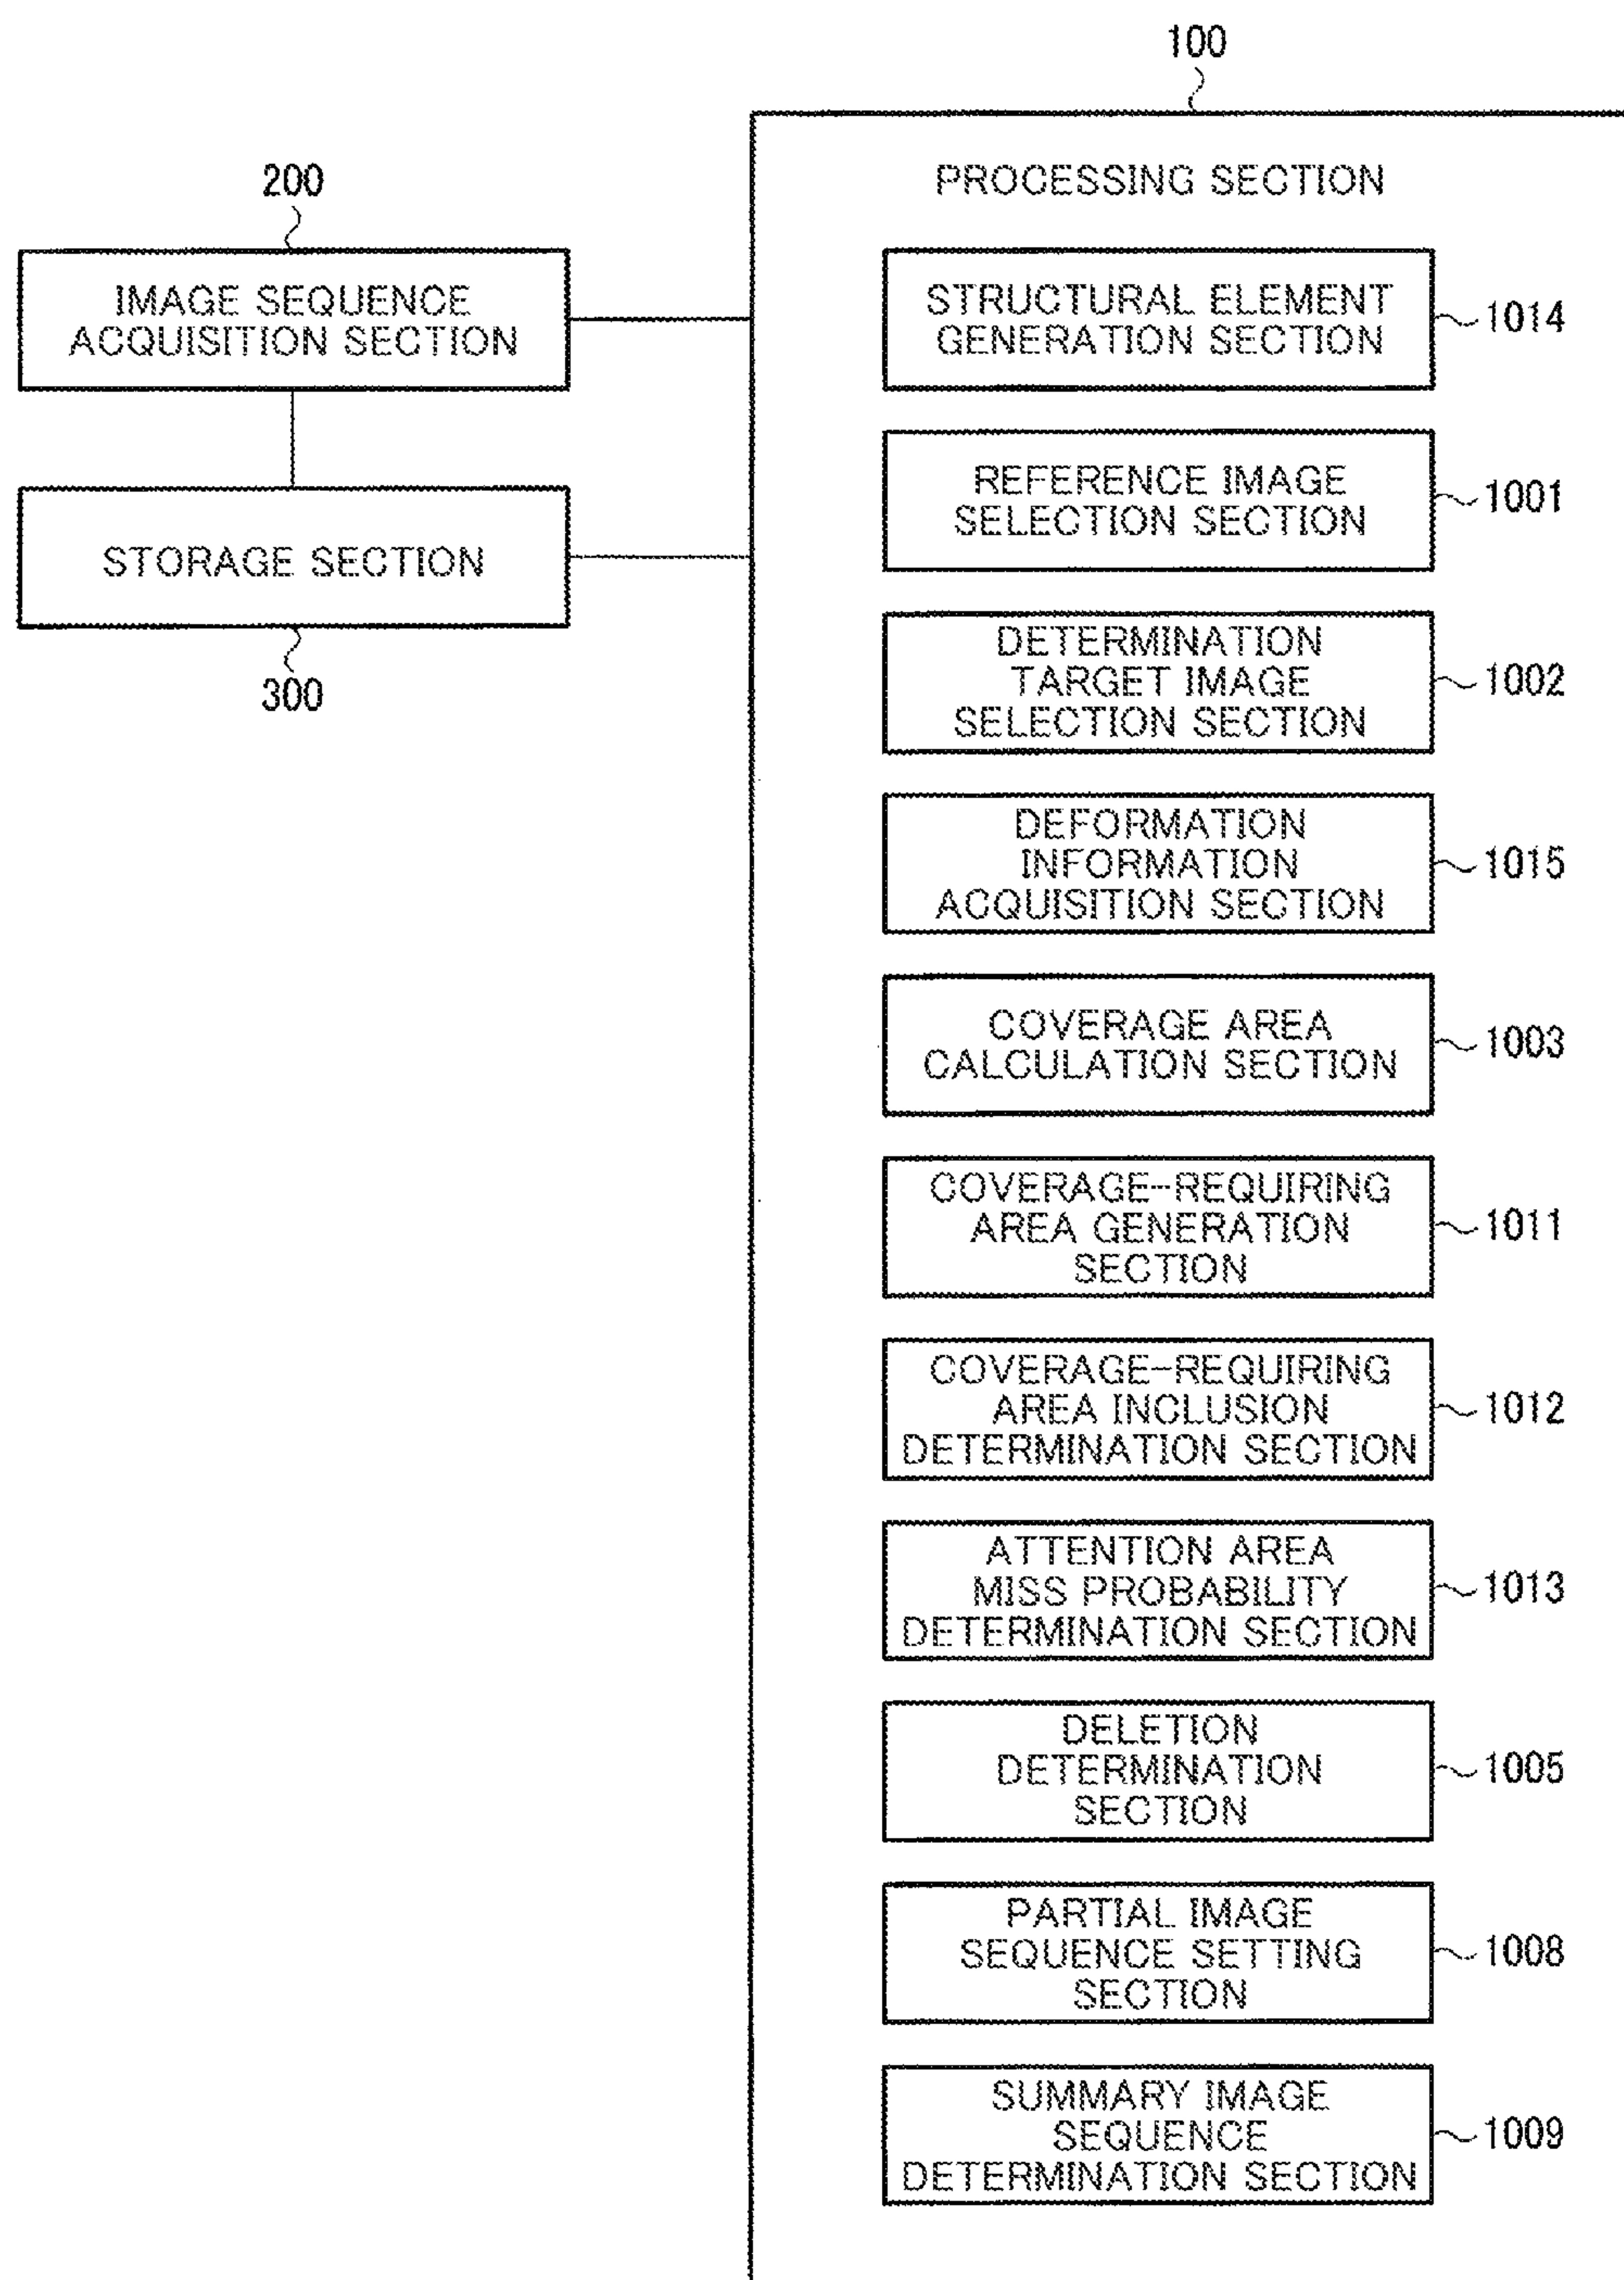 100
PROCESSING SECTION
200
IMAGE SEQUENCE
ACQUISITION SECTION
STORAGE SECTION
300
STRUCTURAL ELEMENT
GENERATION SECTION
1014
REFERENCE IMAGE
SELECTION SECTION
1001
DETERMINATION
TARGET IMAGE
SELECTION SECTION
1002
DEFORMATION
INFORMATION
ACQUISITION SECTION
1015
COVERAGE AREA
CALCULATION SECTION
1003
COVERAGE-REQUIRING
AREA GENERATION
SECTION
1011
COVERAGE-REQUIRING
AREA INCLUSION
DETERMINATION SECTION
1012
ATTENTION AREA
MISS PROBABILITY
DETERMINATION SECTION
1013
DELETION
DETERMINATION
SECTION
1005
PARTIAL IMAGE
SEQUENCE SETTING
SECTION
1008
SUMMARY IMAGE
SEQUENCE
DETERMINATION SECTION
1009